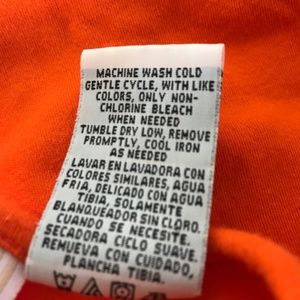 MACHINE WASH COLD
GENTLE CYCLE, WITH LIKE
COLORS, ONLY NON-
CHLORINE BLEACH
WHEN NEEDED
TUMBLE DRY LOW, REMOVE
PROMPTLY, COOL IRON
AS NEEDED
LAVAR EN LAVADORA CON
COLORES SIMILARES, AGUA
FRIA, DELICADO CON AGUA
TIBIA, SOLAMENTE
BLANQUEADOR SIN CLORO.
CUANDO SE NECESITE.
SECADORA CICLO SUAVE.
REMUEVA CON CUIDADO,
PLANCHA TIBIA.